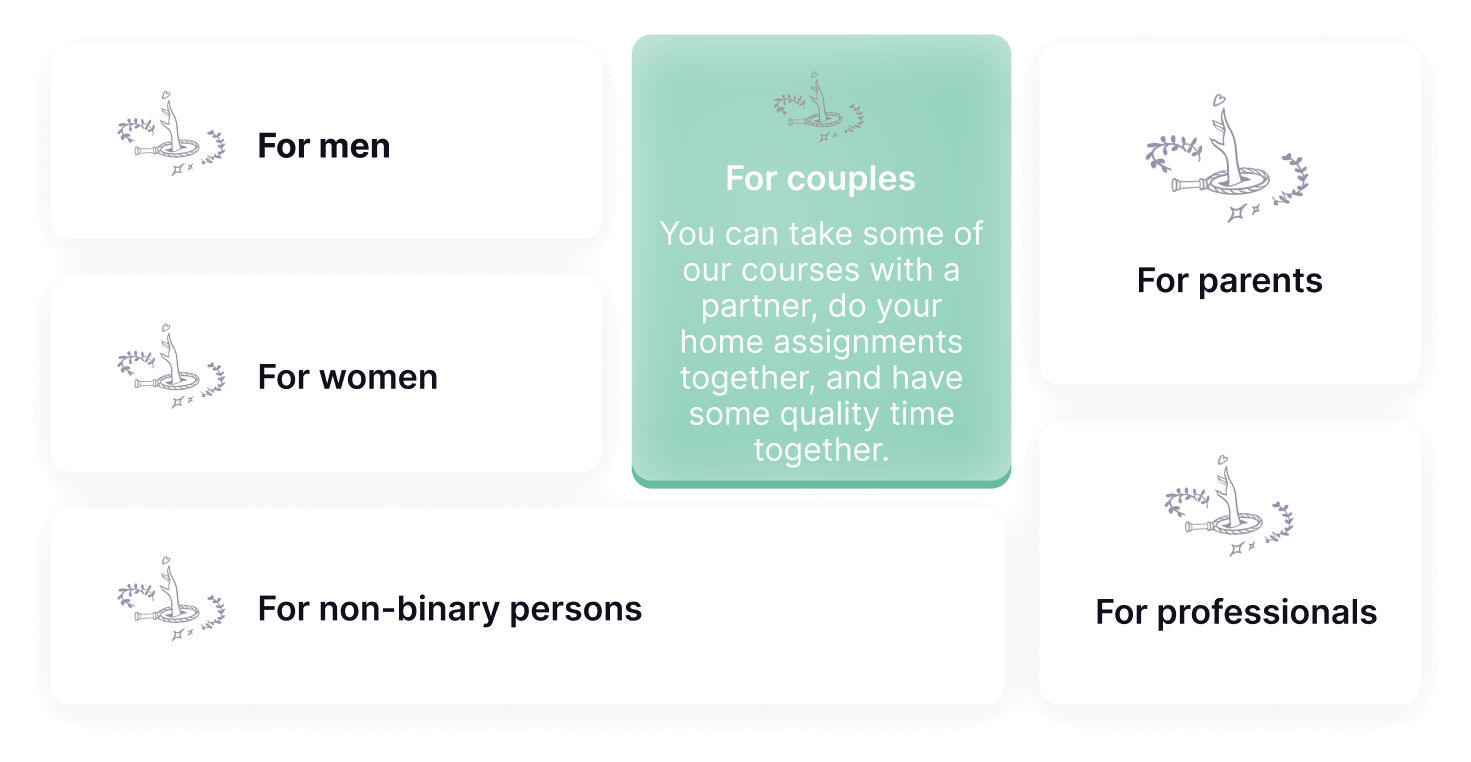 For men
For women
For non-binary persons
For couples
You can take some of
our courses with a
partner, do your
home assignments
together, and have
some quality time
together.
For parents
For professionals